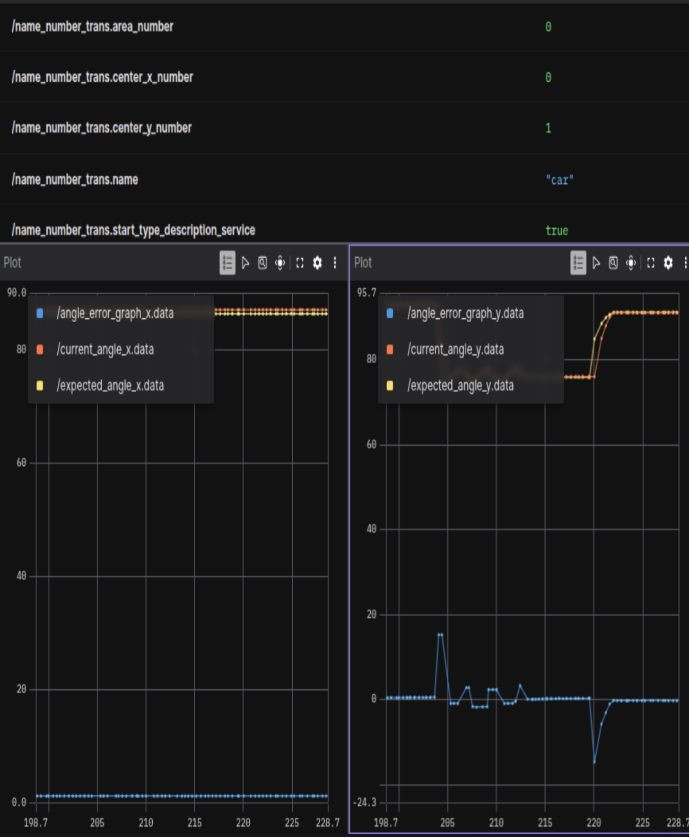 /name_number_trans.area_number 0
/name_number_trans.center_x_number 0
/name_number_trans.center_y_number 1
/name_number_trans.name "car"
/name_number_trans.start_type_description_service true
Plot
90.0
/angle_error_graph_x.data
/current_angle_x.data
/expected_angle_x.data
80
60
40
20
0.0
198.7 205 210 215 220 225 228.7
Plot
95.7
/angle_error_graph_y.data
/current_angle_y.data
/expected_angle_y.data
80
60
40
20
0
-24.3
198.7 205 210 215 220 225 228.7